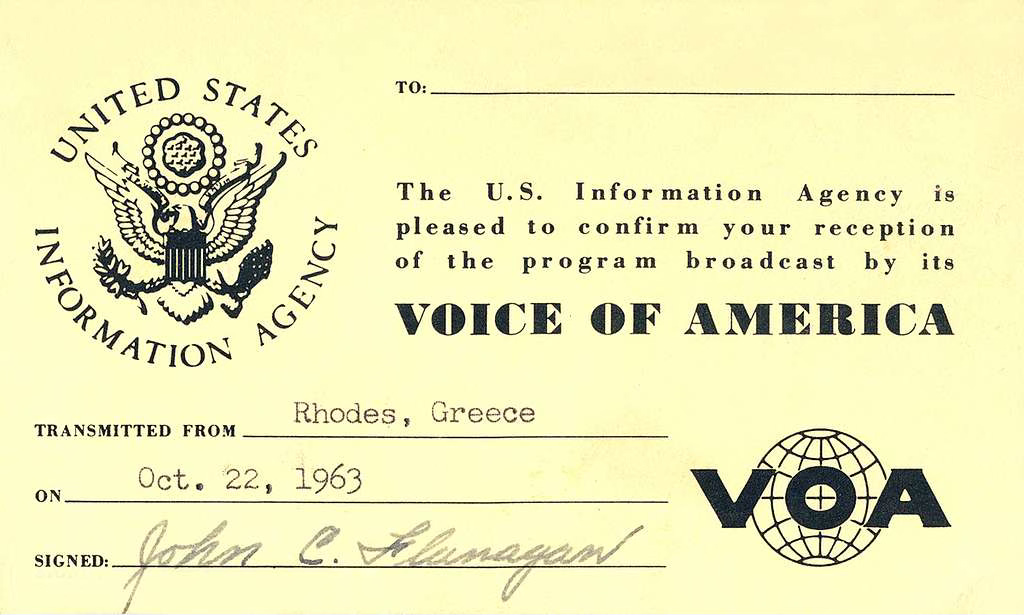 UNITED STATES
INFORMATION AGENCY
TO:
The U.S. Information Agency is
pleased to confirm your reception
of the program broadcast by its
VOICE OF AMERICA
TRANSMITTED FROM Rhodes, Greece
ON Oct. 22, 1963
SIGNED: John C. Flanagan
VOA